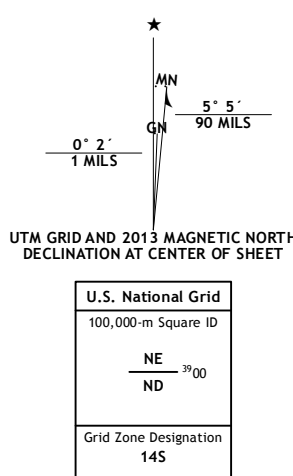 ★
MN
5° 5´
90 MILS
GN
0° 2´
1 MILS
UTM GRID AND 2013 MAGNETIC NORTH
DECLINATION AT CENTER OF SHEET
U.S. National Grid
100,000-m Square ID
NE
3900
ND
Grid Zone Designation
14S